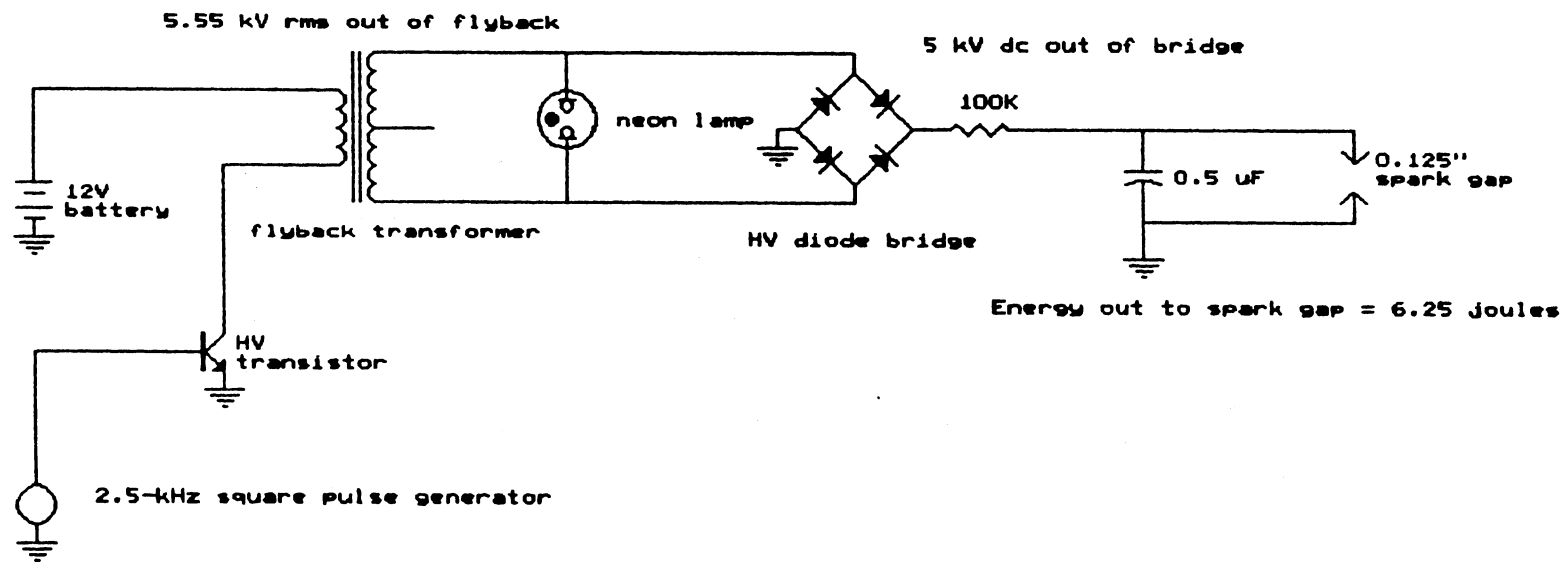 5.55 kV rms out of flyback
5 kV dc out of bridge
100K
neon lamp
0.125"
spark gap
12V
battery
0.5 uF
flyback transformer
HV diode bridge
Energy out to spark gap = 6.25 joules
HV
transistor
2.5-kHz square pulse generator